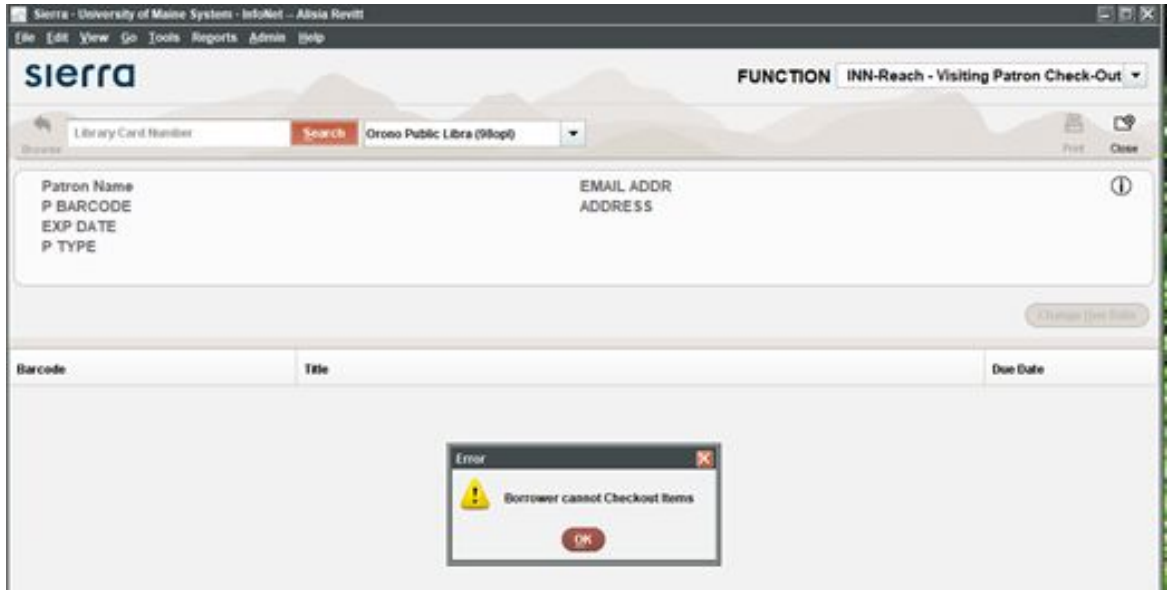 Sierra - University of Maine System - InfoNet -- Alisia Revitt
File Edit View Go Tools Reports Admin Help
sierra
FUNCTION INN-Reach - Visiting Patron Check-Out
Browse Library Card Number Search Orono Public Libra (98opl) Print Close
Patron Name EMAIL ADDR
P BARCODE ADDRESS
EXP DATE
P TYPE
Change Due Date
Barcode Title Due Date
Error
Borrower cannot Checkout Items
OK